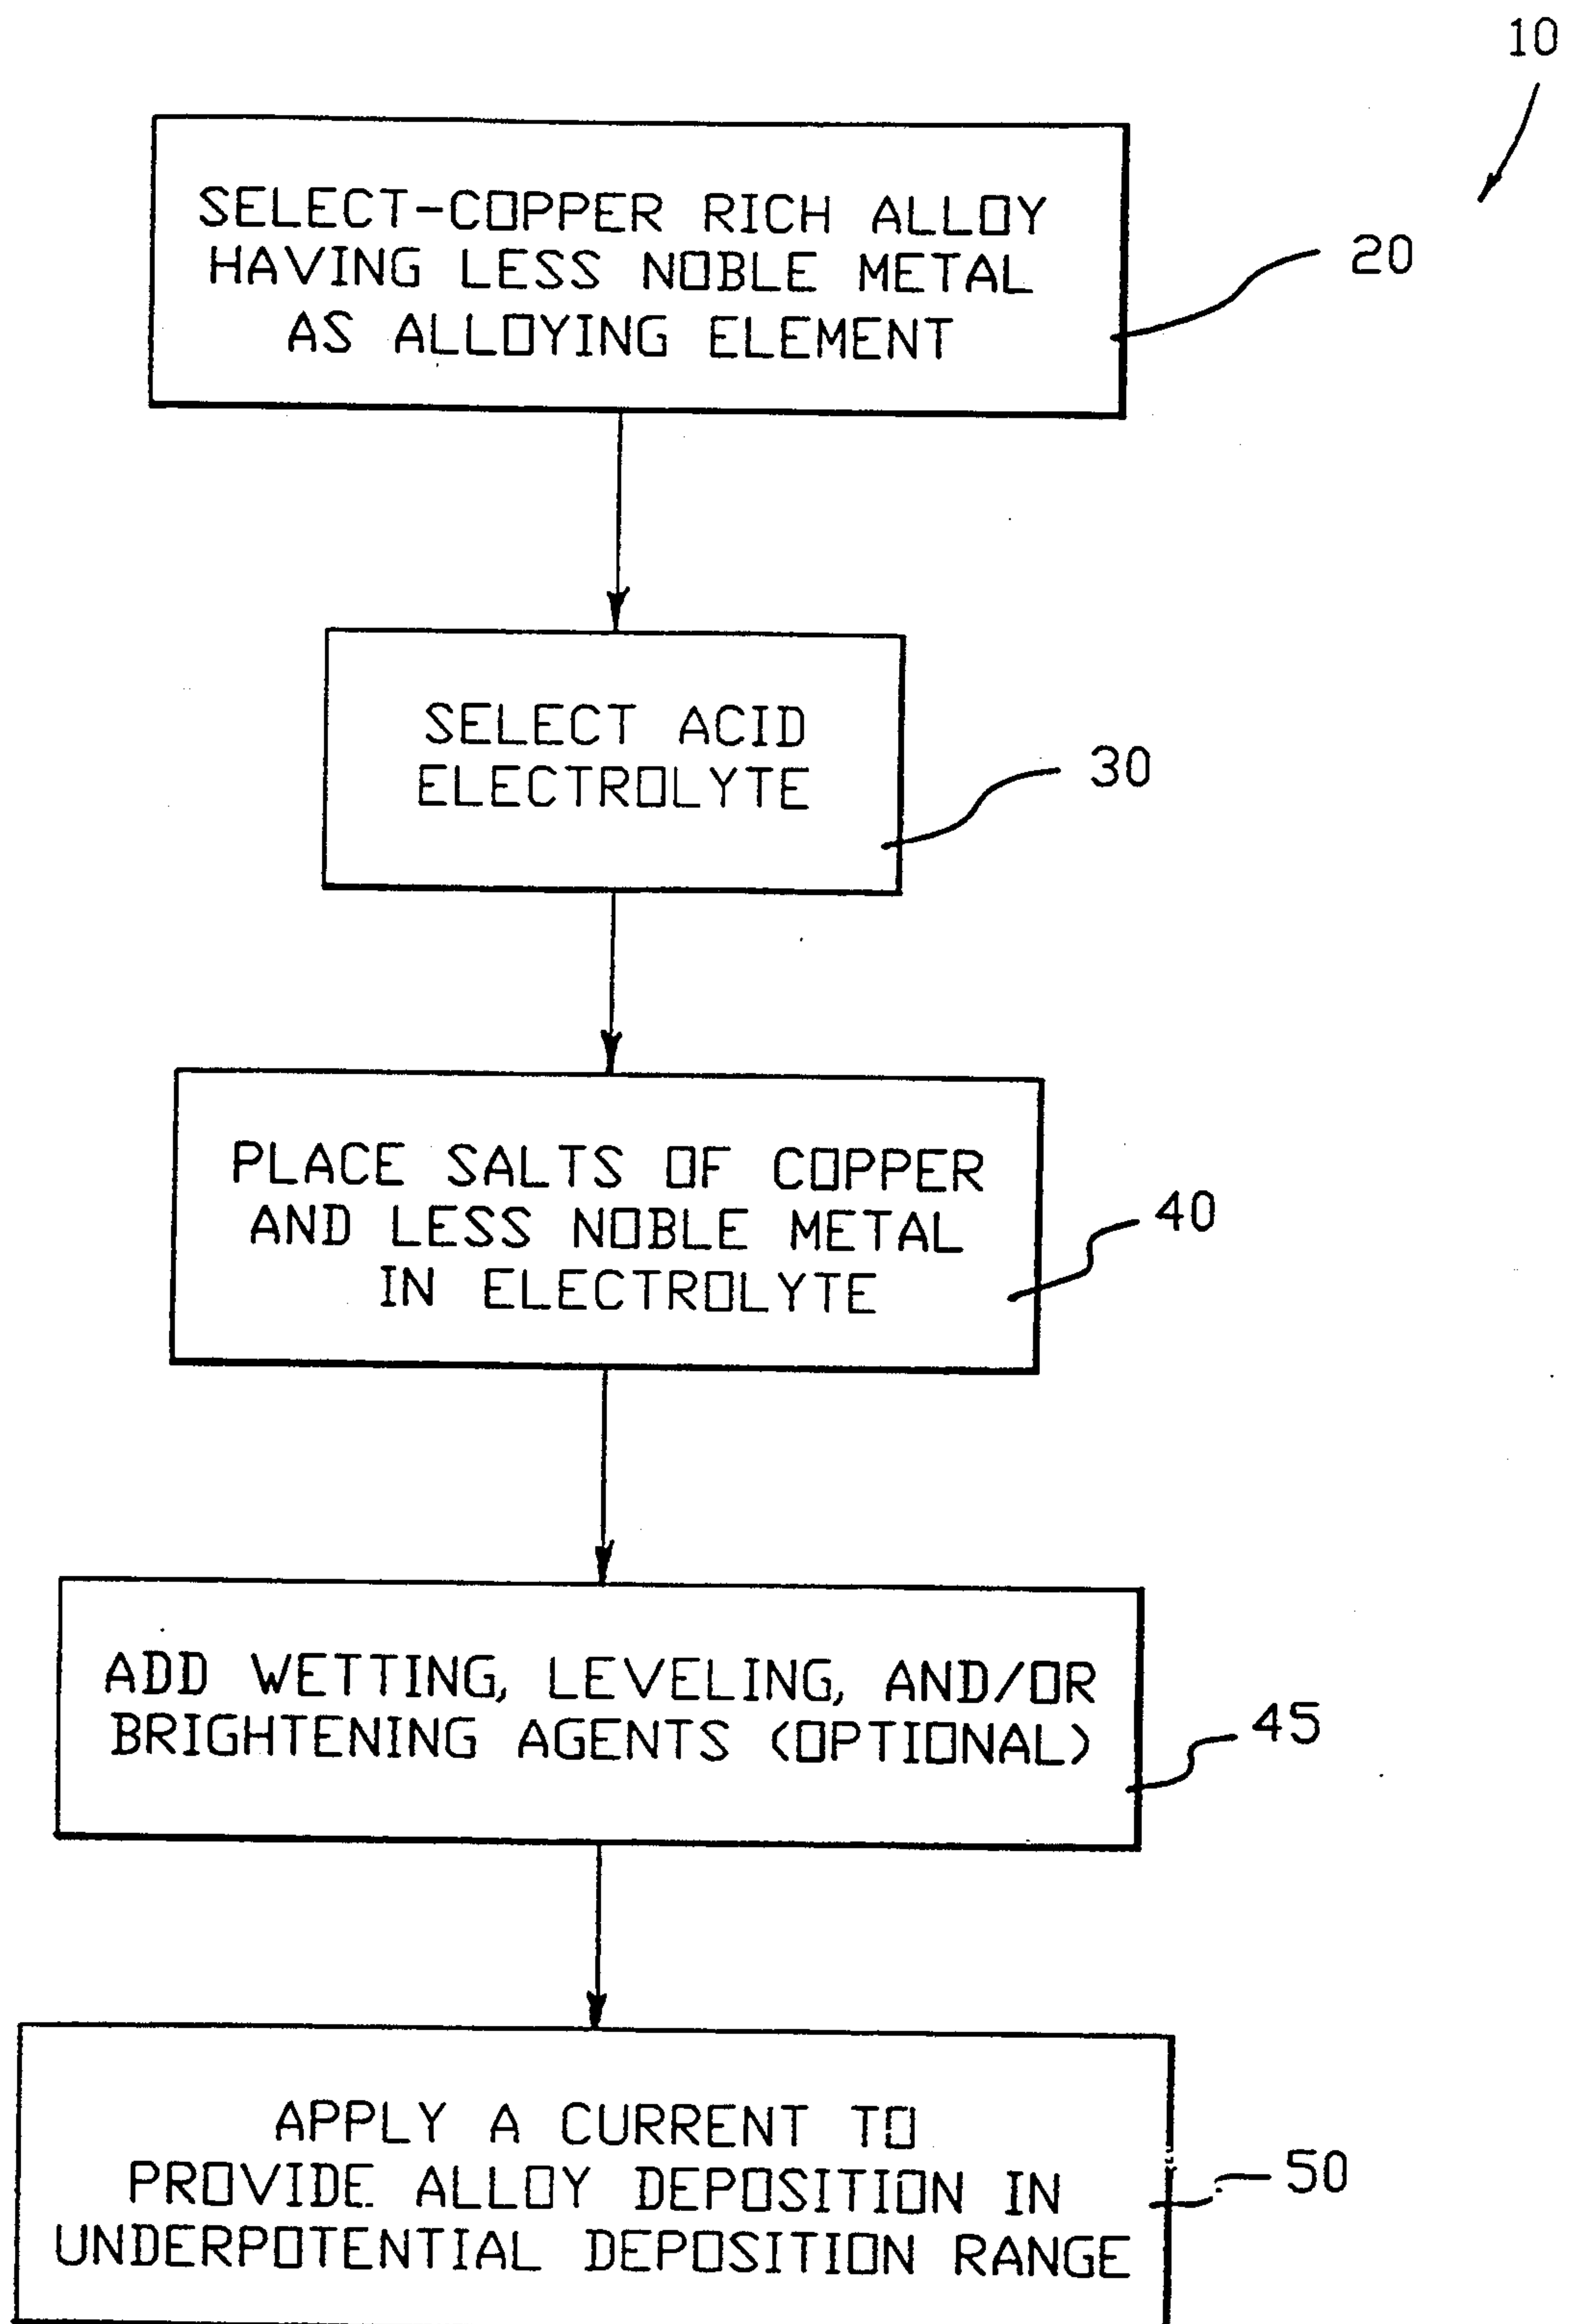 10
SELECT-COPPER RICH ALLOY
HAVING LESS NOBLE METAL
AS ALLOYING ELEMENT
20
SELECT ACID
ELECTROLYTE
30
PLACE SALTS OF COPPER
AND LESS NOBLE METAL
IN ELECTROLYTE
40
ADD WETTING, LEVELING, AND/OR
BRIGHTENING AGENTS (OPTIONAL)
45
APPLY A CURRENT TO
PROVIDE ALLOY DEPOSITION IN
UNDERPOTENTIAL DEPOSITION RANGE
50